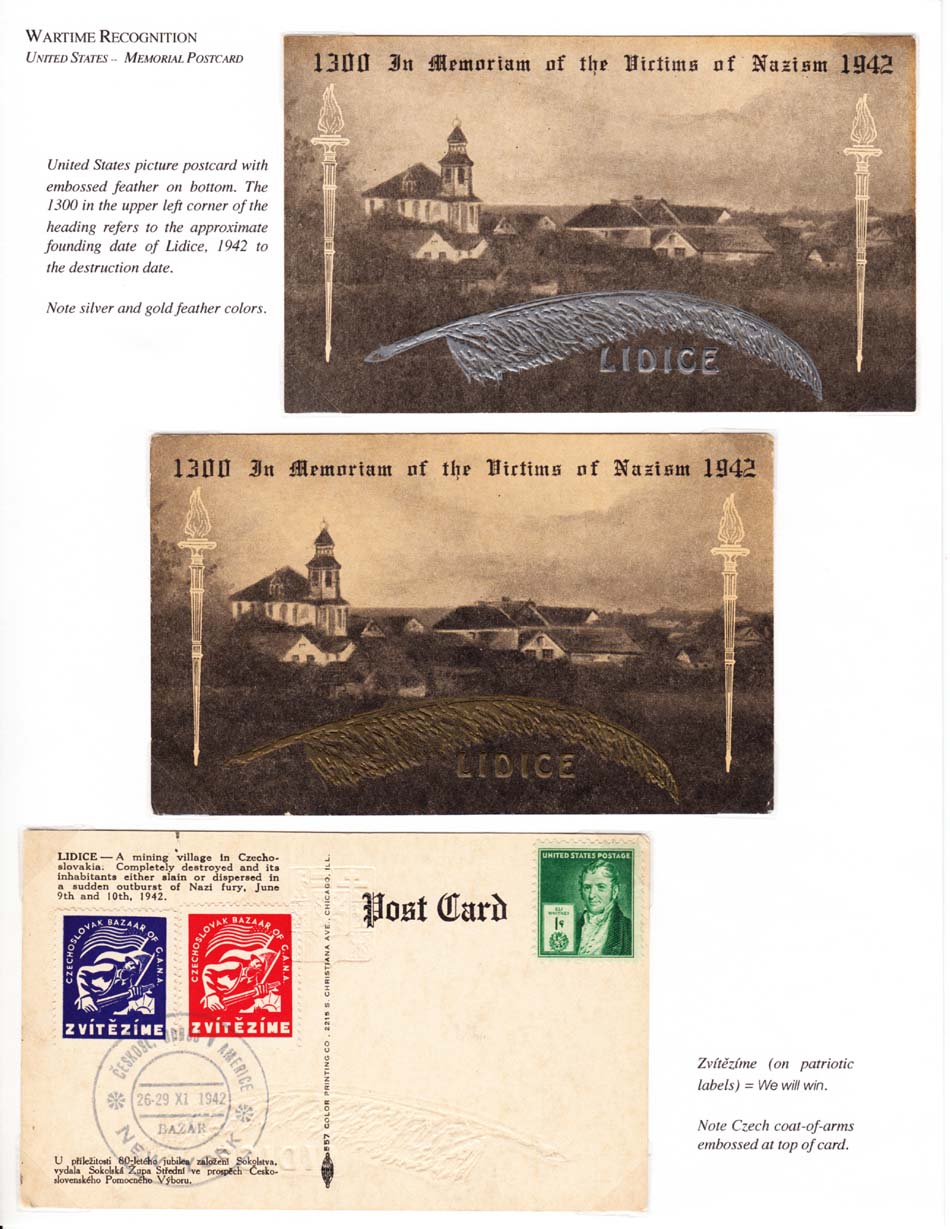 WARTIME RECOGNITION
UNITED STATES -- MEMORIAL POSTCARD
United States picture postcard with
embossed feather on bottom. The
1300 in the upper left corner of the
heading refers to the approximate
founding date of Lidice, 1942 to
the destruction date.
Note silver and gold feather colors.
1300 In Memoriam of the Victims of Nazism 1942
LIDICE
1300 In Memoriam of the Victims of Nazism 1942
LIDICE
LIDICE — A mining village in Czecho-
slovakia. Completely destroyed and its
inhabitants either slain or dispersed in
a sudden outburst of Nazi fury, June
9th and 10th, 1942.
CZECHOSLOVAK BAZAAR OF G.A.N.A.
ZVÍTĚZÍME
CZECHOSLOVAK BAZAAR OF G.A.N.A.
ZVÍTĚZÍME
ČESKOSL. V AMERICE
26-29 XI 1942
BAZAR
NEW YORK
U příležitosti 80-letého jubilea založení Sokolstva,
vydala Sokolská Župa Střední ve prospěch Česko-
slovenského Pomocného Výboru.
557 COLOR PRINTING CO., 2215 S. CHRISTIANA AVE., CHICAGO, ILL.
Post Card
UNITED STATES POSTAGE
ELI
WHITNEY
1¢
Zvítězíme (on patriotic
labels) = We will win.
Note Czech coat-of-arms
embossed at top of card.